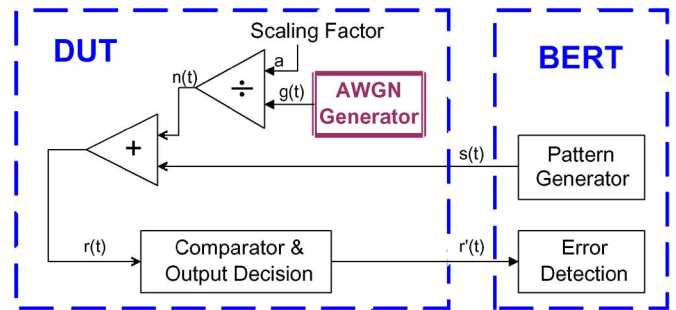 Scaling Factor
DUT
BERT
n(t)
a
÷
g(t)
AWGN
Generator
+
s(t)
Pattern
Generator
r(t)
Comparator &
Output Decision
r'(t)
Error
Detection